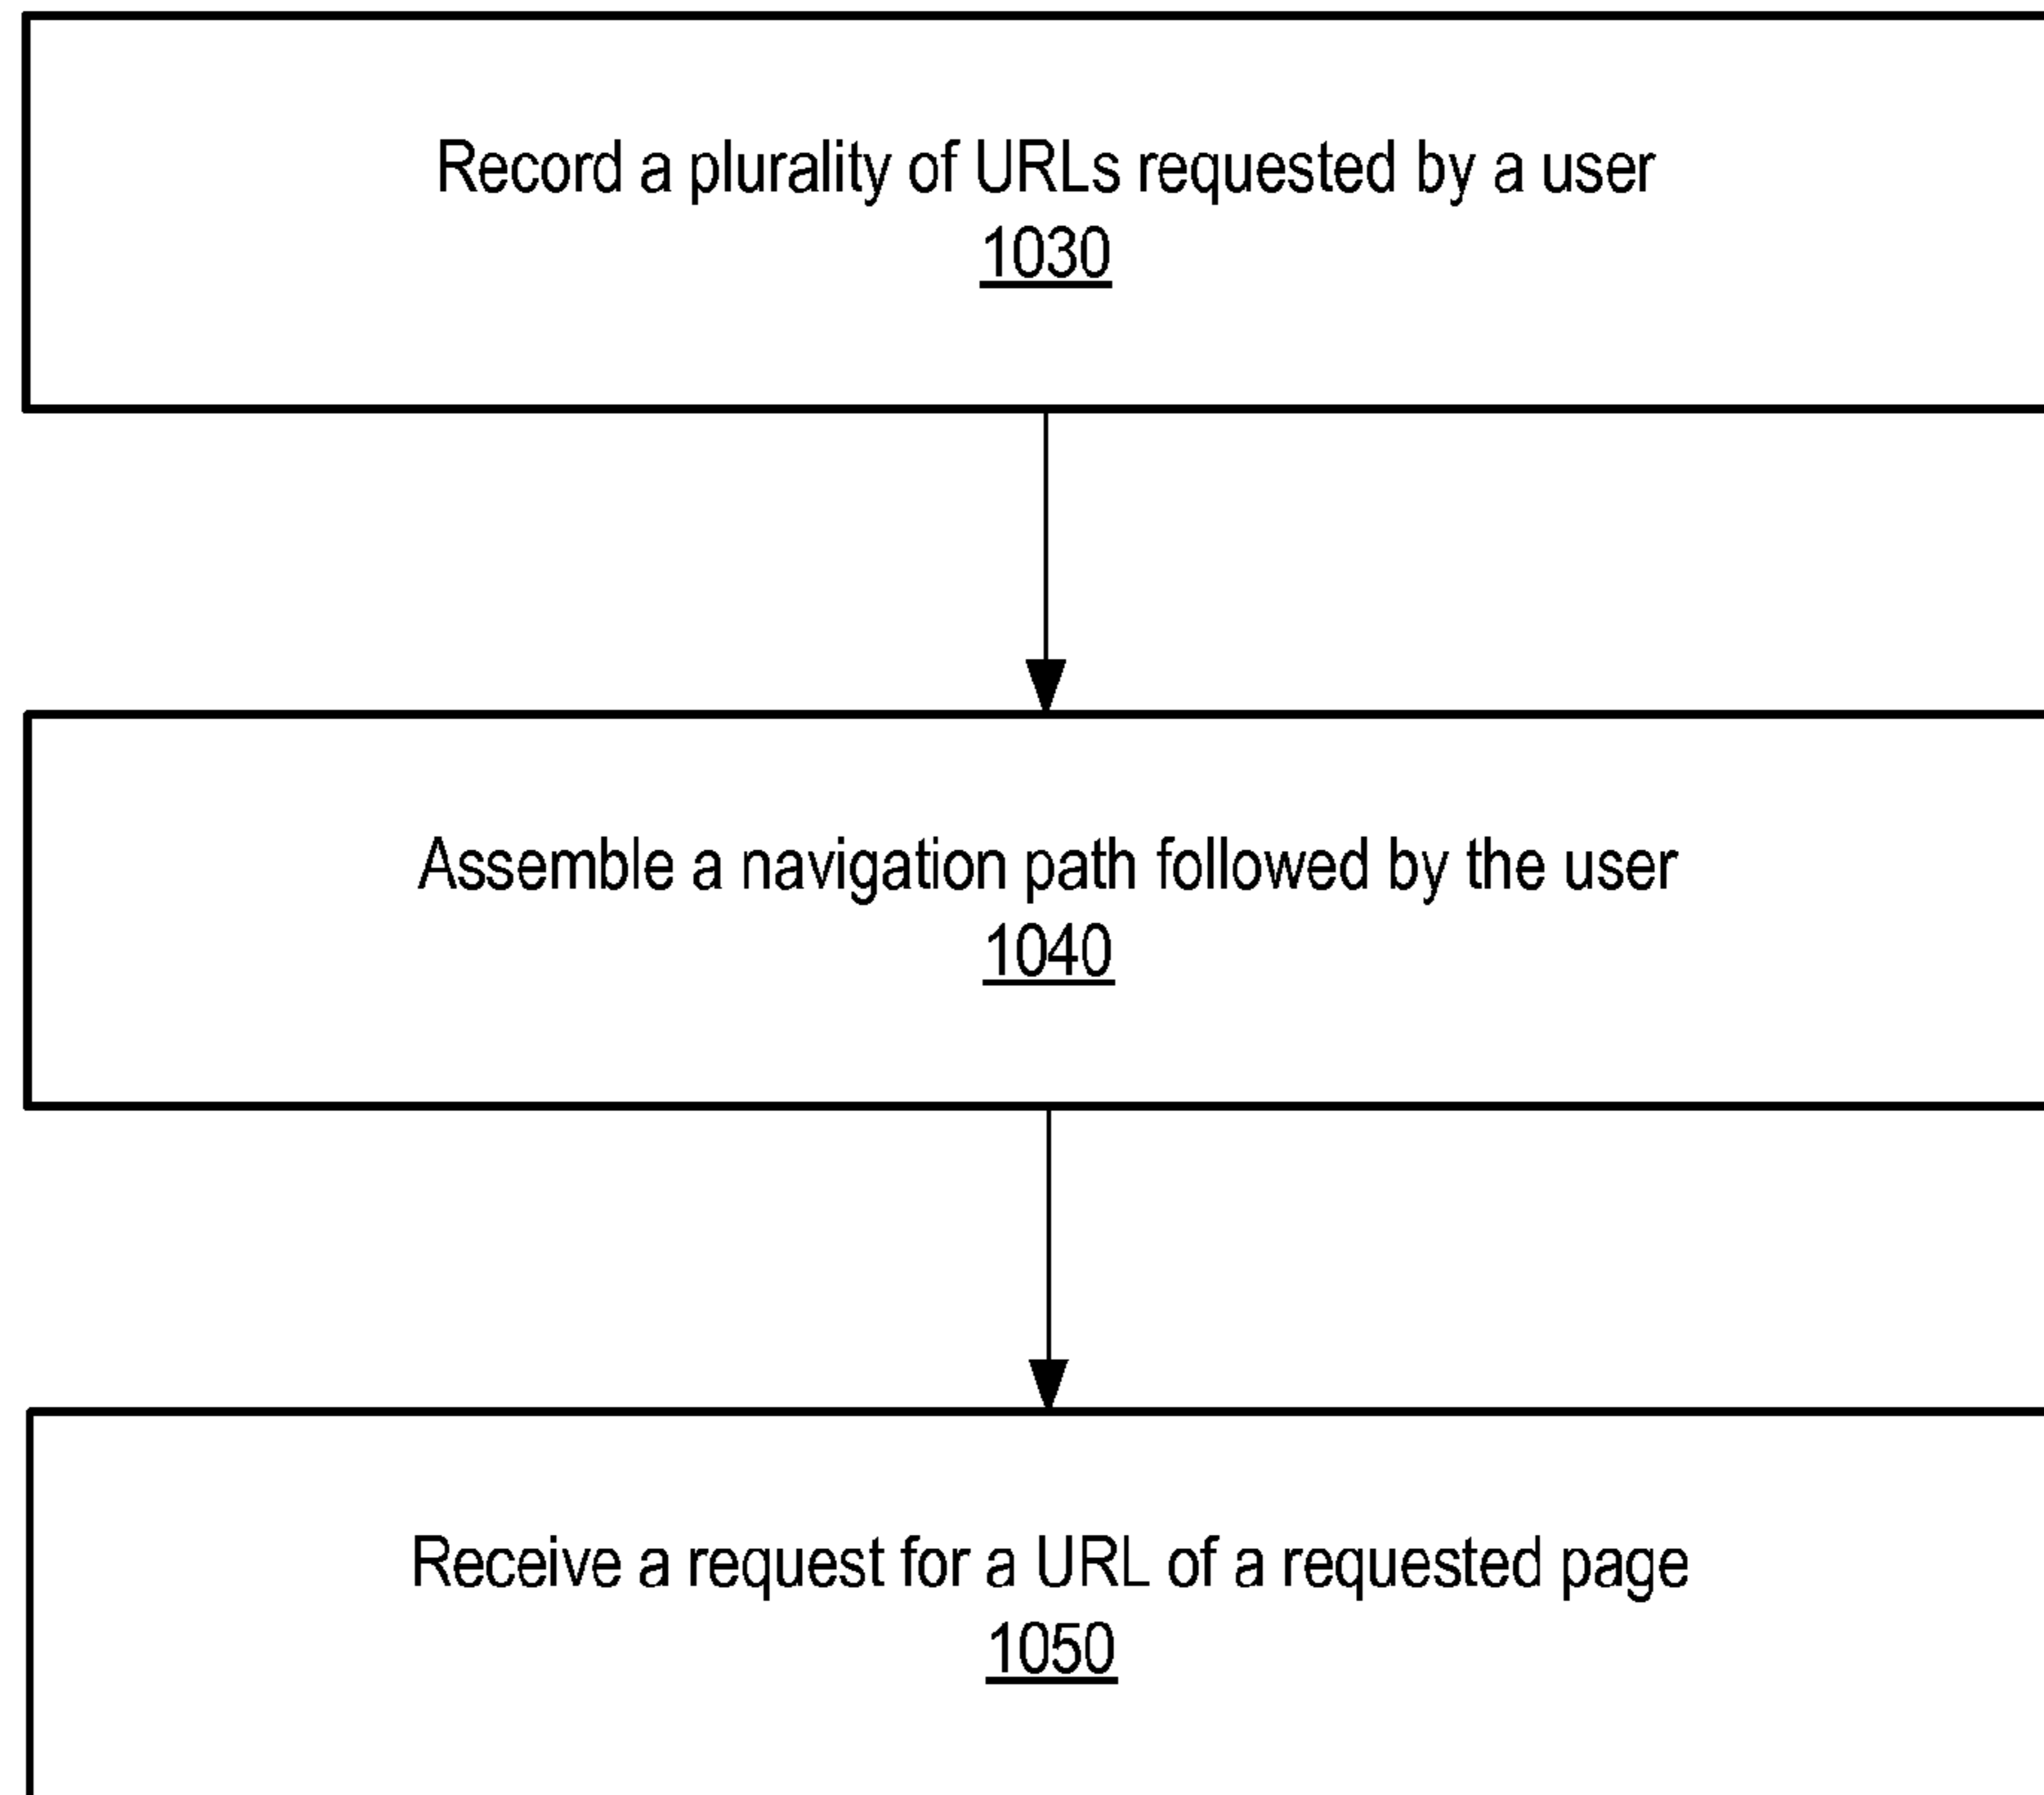 Record a plurality of URLs requested by a user
1030
Assemble a navigation path followed by the user
1040
Receive a request for a URL of a requested page
1050